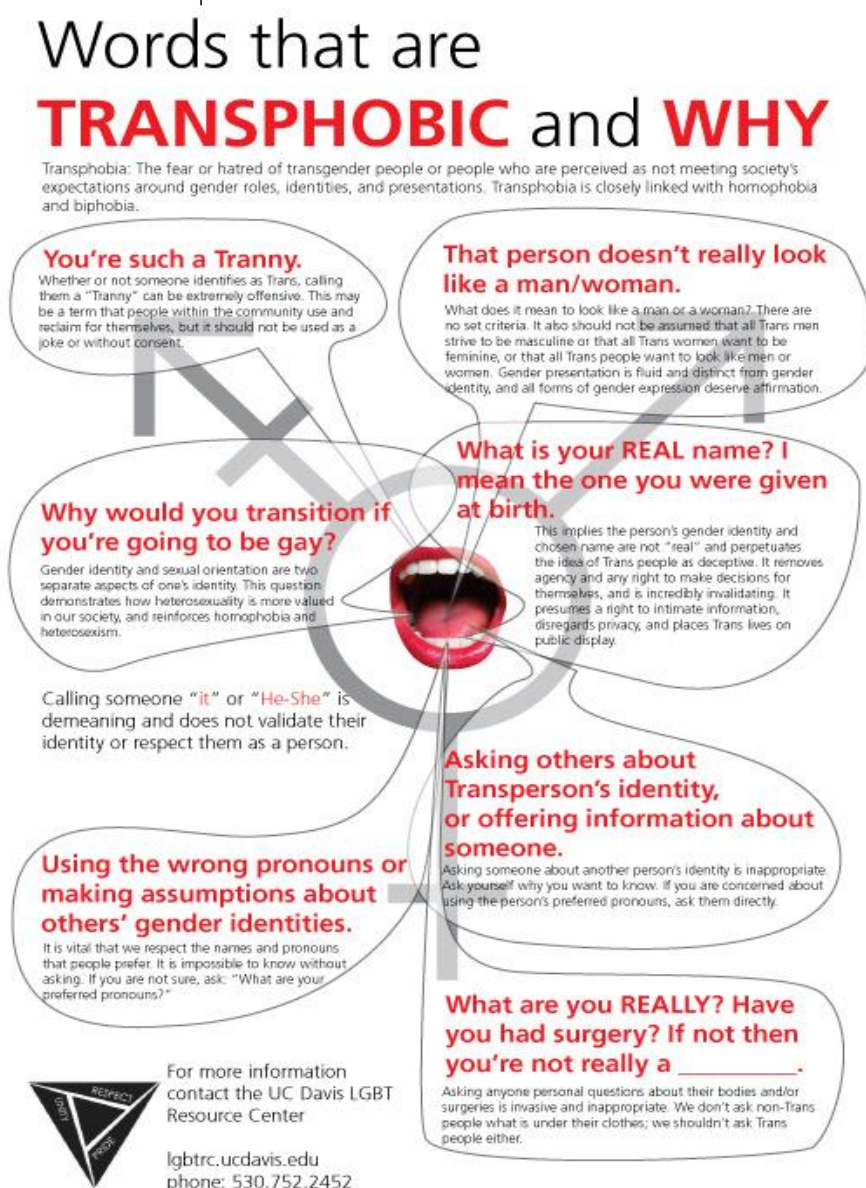 Words that are
TRANSPHOBIC and WHY
Transphobia: The fear or hatred of transgender people or people who are perceived as not meeting society's
expectations around gender roles, identities, and presentations. Transphobia is closely linked with homophobia
and biphobia.
You're such a Tranny.
Whether or not someone identifies as Trans, calling
them a "Tranny" can be extremely offensive. This may
be a term that people within the community use and
reclaim for themselves, but it should not be used as a
joke or without consent.
That person doesn't really look
like a man/woman.
What does it mean to look like a man or a woman? There are
no set criteria. It also should not be assumed that all Trans men
strive to be masculine or that all Trans women want to be
feminine, or that all Trans people want to look like men or
women. Gender presentation is fluid and distinct from gender
identity, and all forms of gender expression deserve affirmation.
Why would you transition if
you're going to be gay?
Gender identity and sexual orientation are two
separate aspects of one's identity. This question
demonstrates how heterosexuality is more valued
in our society, and reinforces homophobia and
heterosexism.
What is your REAL name? I
mean the one you were given
at birth.
This implies the person's gender identity and
chosen name are not "real" and perpetuates
the idea of Trans people as deceptive. It removes
agency and any right to make decisions for
themselves, and is incredibly invalidating. It
presumes a right to intimate information,
disregards privacy, and places Trans lives on
public display.
Calling someone "it" or "He-She" is
demeaning and does not validate their
identity or respect them as a person.
Asking others about
Transperson's identity,
or offering information about
someone.
Asking someone about another person's identity is inappropriate.
Ask yourself why you want to know. If you are concerned about
using the person's preferred pronouns, ask them directly.
Using the wrong pronouns or
making assumptions about
others' gender identities.
It is vital that we respect the names and pronouns
that people prefer. It is impossible to know without
asking. If you are not sure, ask: "What are your
preferred pronouns?"
What are you REALLY? Have
you had surgery? If not then
you're not really a __________.
Asking anyone personal questions about their bodies and/or
surgeries is invasive and inappropriate. We don't ask non-Trans
people what is under their clothes; we shouldn't ask Trans
people either.
RESPECT
UNITY
PRIDE
For more information
contact the UC Davis LGBT
Resource Center
lgbtrc.ucdavis.edu
phone: 530.752.2452